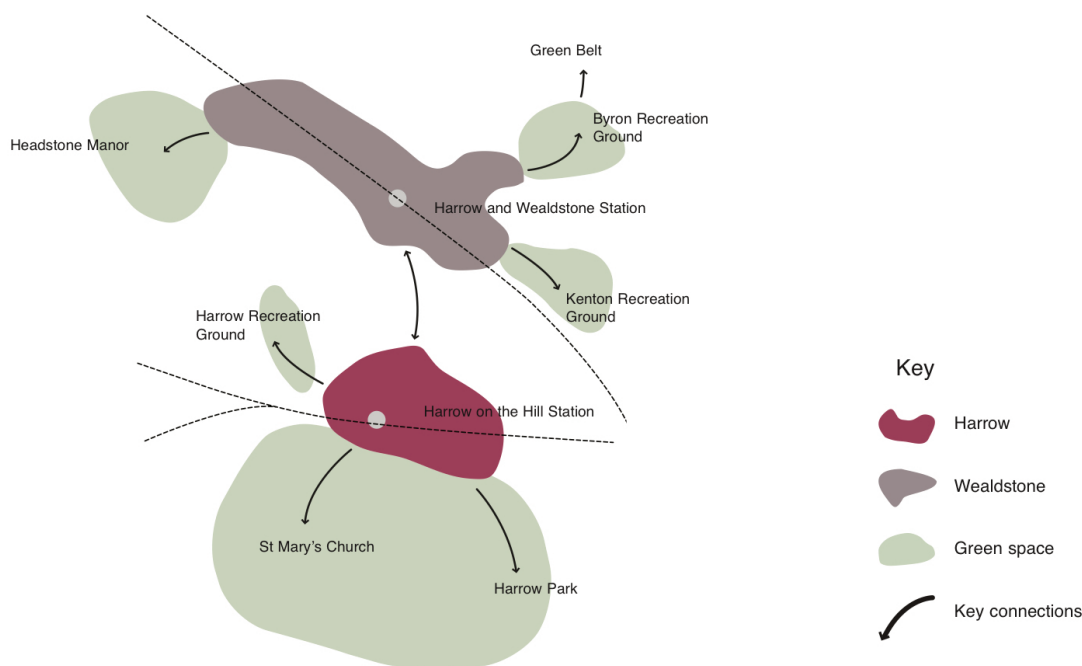 Green Belt
Byron Recreation
Ground
Headstone Manor
Harrow and Wealdstone Station
Kenton Recreation
Ground
Harrow Recreation
Ground
Harrow on the Hill Station
St Mary's Church
Harrow Park
Key
Harrow
Wealdstone
Green space
Key connections